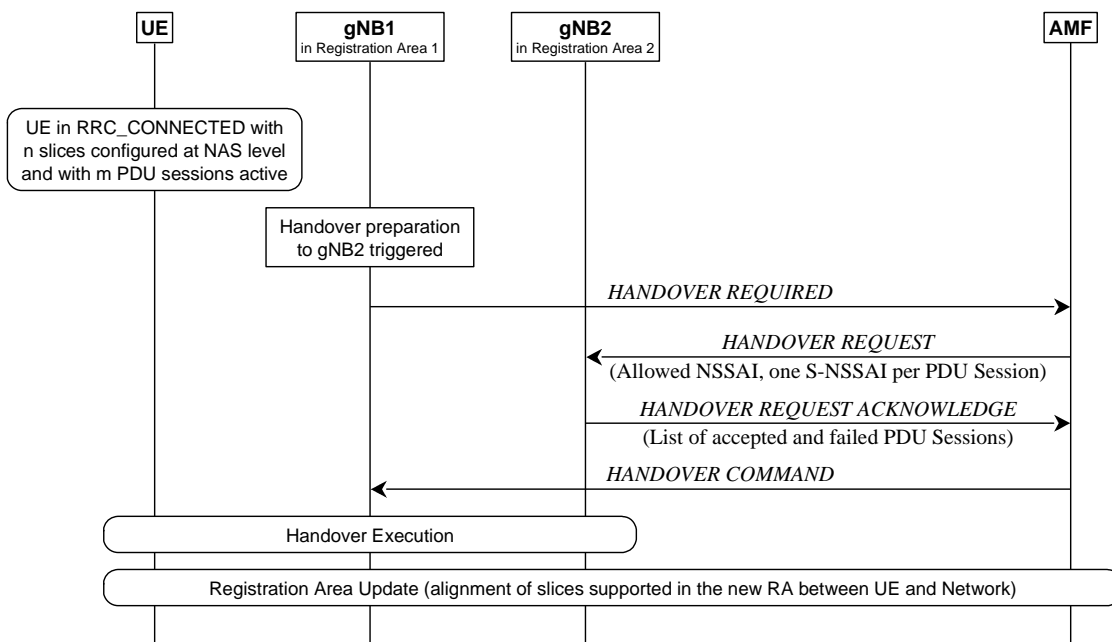 UE
gNB1
in Registration Area 1
gNB2
in Registration Area 2
AMF
UE in RRC_CONNECTED with
n slices configured at NAS level
and with m PDU sessions active
Handover preparation
to gNB2 triggered
HANDOVER REQUIRED
HANDOVER REQUEST
(Allowed NSSAI, one S-NSSAI per PDU Session)
HANDOVER REQUEST ACKNOWLEDGE
(List of accepted and failed PDU Sessions)
HANDOVER COMMAND
Handover Execution
Registration Area Update (alignment of slices supported in the new RA between UE and Network)